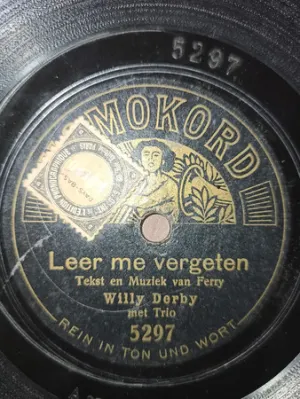 5297
MOKORD
Leer me vergeten
Tekst en Muziek van Ferry
Willy Derby
met Trio
5297
REIN IN TON UND WORT